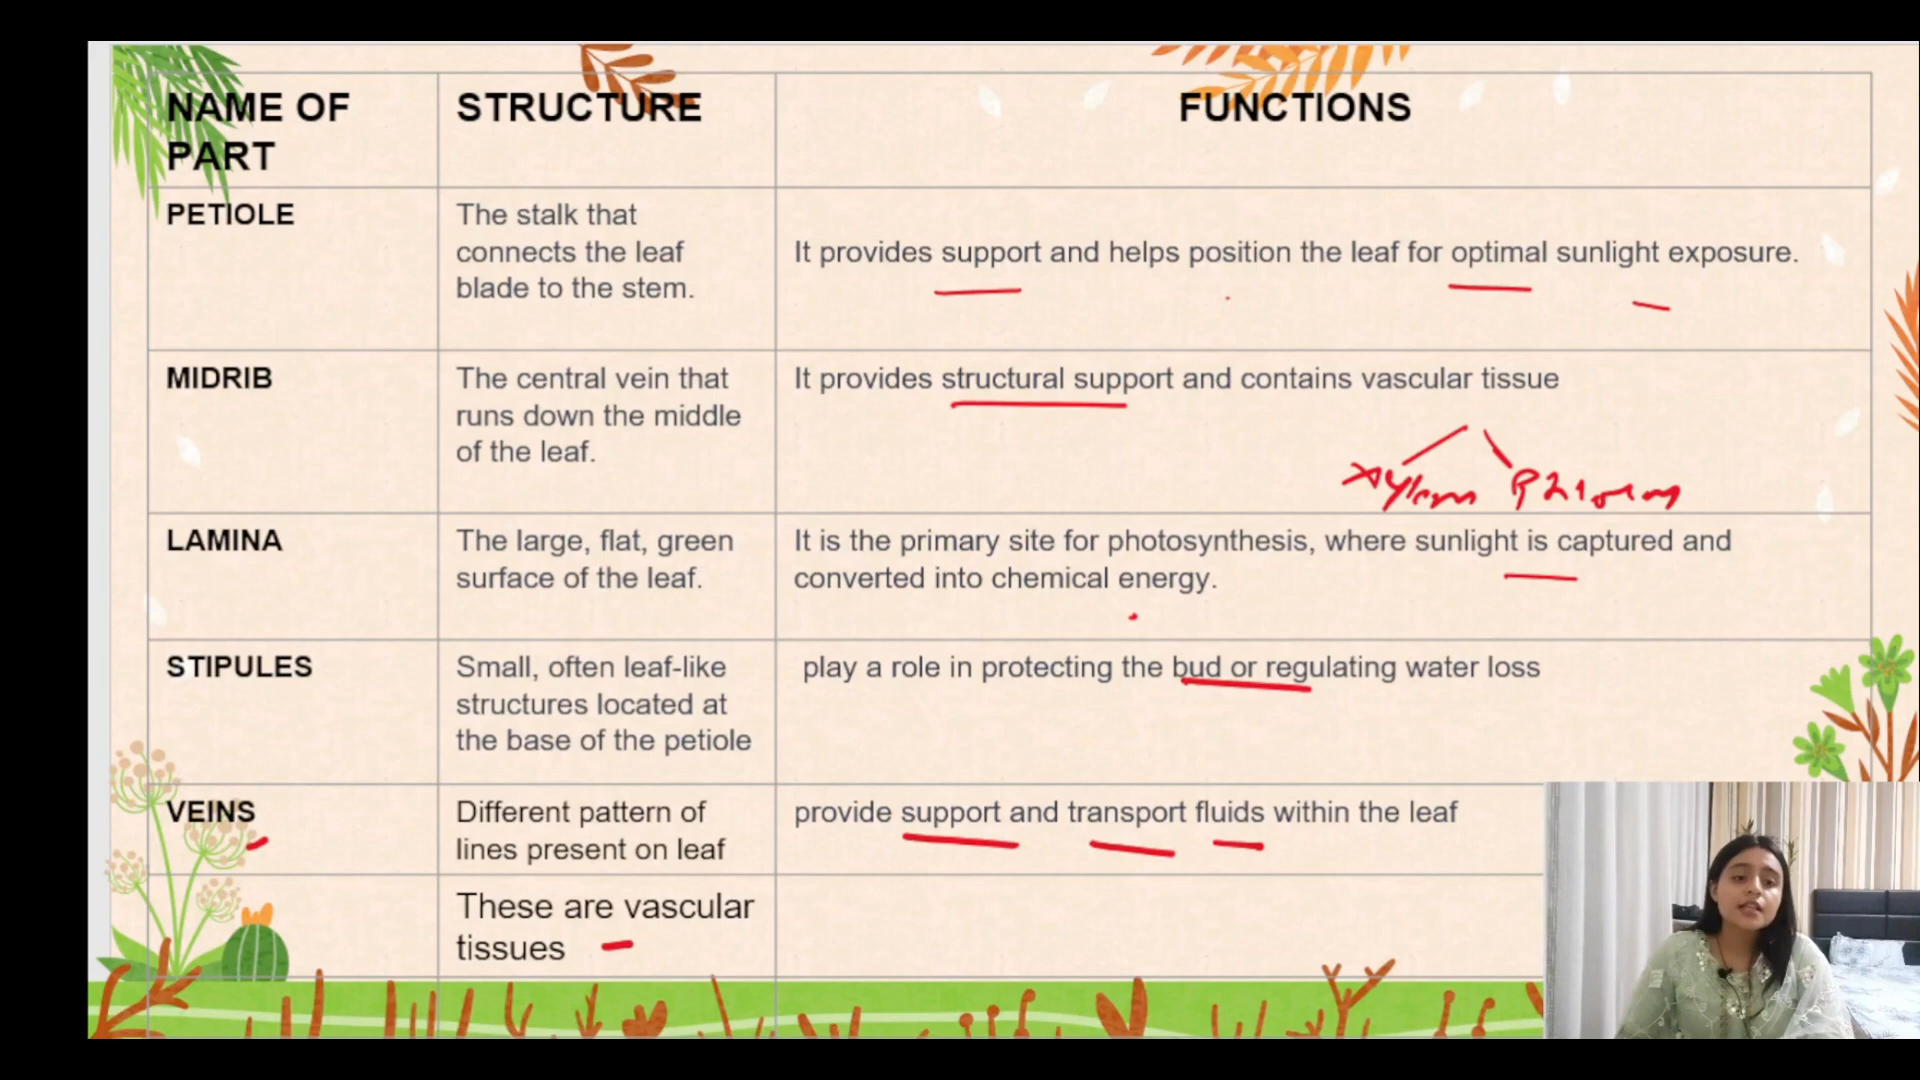 NAME OF
PART
STRUCTURE
FUNCTIONS
PETIOLE
The stalk that
connects the leaf
blade to the stem.
It provides support and helps position the leaf for optimal sunlight exposure.
MIDRIB
The central vein that
runs down the middle
of the leaf.
It provides structural support and contains vascular tissue
Xylem Phloem
LAMINA
The large, flat, green
surface of the leaf.
It is the primary site for photosynthesis, where sunlight is captured and
converted into chemical energy.
STIPULES
Small, often leaf-like
structures located at
the base of the petiole
play a role in protecting the bud or regulating water loss
VEINS
Different pattern of
lines present on leaf
provide support and transport fluids within the leaf
These are vascular
tissues